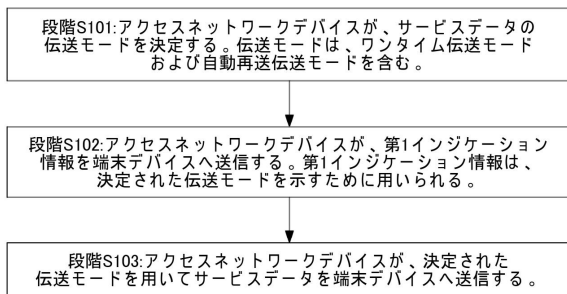 段階S101:アクセスネットワークデバイスが、サービスデータの
伝送モードを決定する。伝送モードは、ワンタイム伝送モード
および自動再送伝送モードを含む。
段階S102:アクセスネットワークデバイスが、第1インジケーション
情報を端末デバイスへ送信する。第1インジケーション情報は、
決定された伝送モードを示すために用いられる。
段階S103:アクセスネットワークデバイスが、決定された
伝送モードを用いてサービスデータを端末デバイスへ送信する。